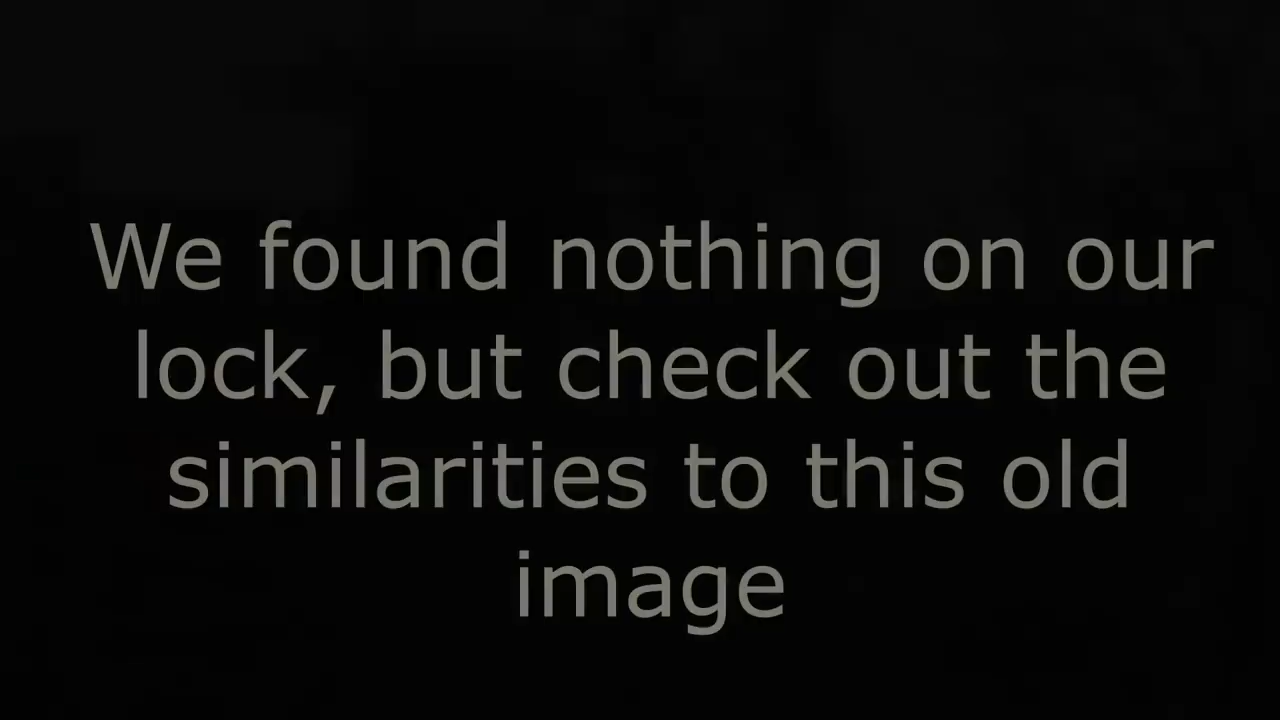 We found nothing on our
lock, but check out the
similarities to this old
image